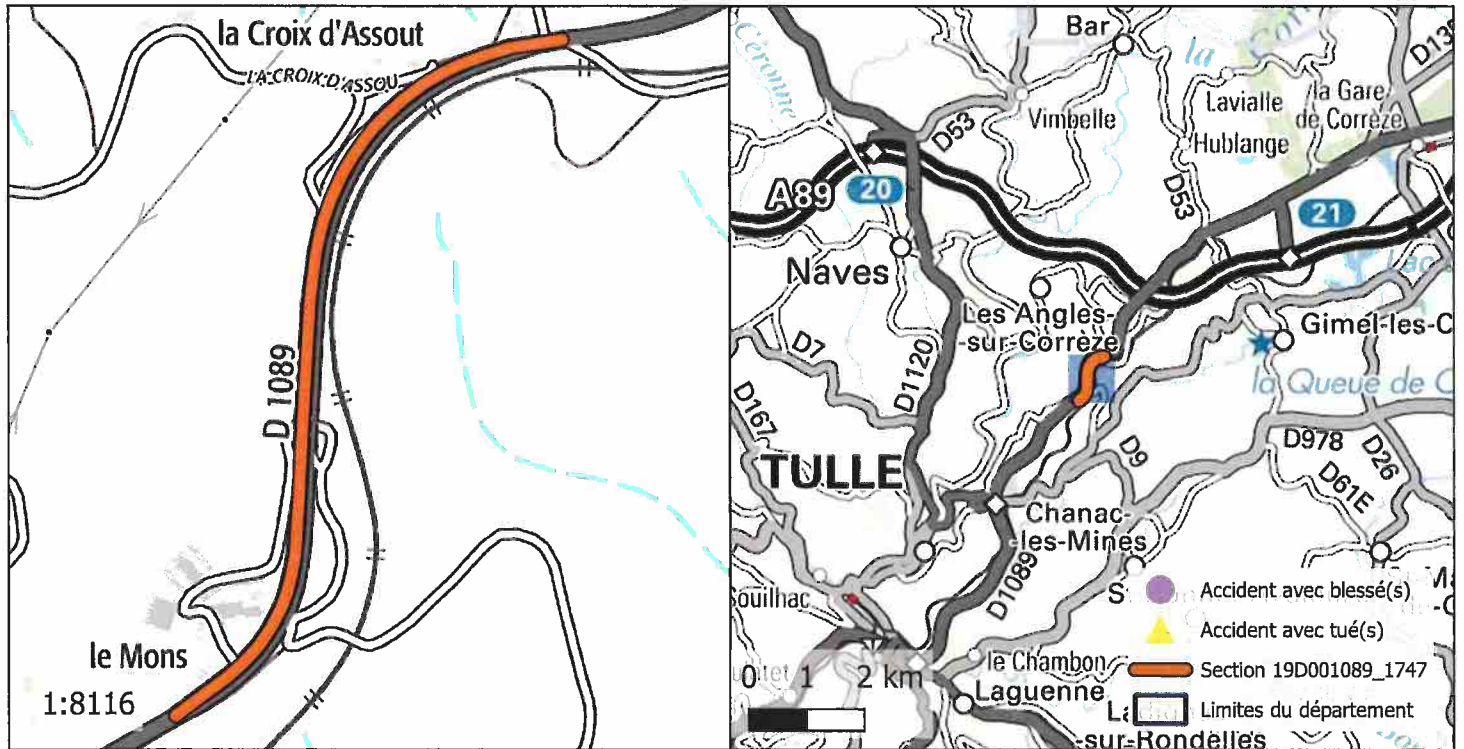 la Croix d'Assout
LA CROIX D'ASSOU
D 1089
le Mons
1:8116
Bar
la
Céronne
D53
Vimbelle
Lavialle
la Gare
de Corrèze
Hublange
D53
A89
20
21
Naves
Les Angles-
-sur-Corrèze
Gimel-les-C
la Queue de C
D7
D1120
D167
D9
D978
D26
D61E
TULLE
Chanac-
-les-Mines
D1089
Souilhac
le Chambon
Laguenne
-sur-Rondelles
0 1 2 km
Accident avec blessé(s)
Accident avec tué(s)
Section 19D001089_1747
Limites du département